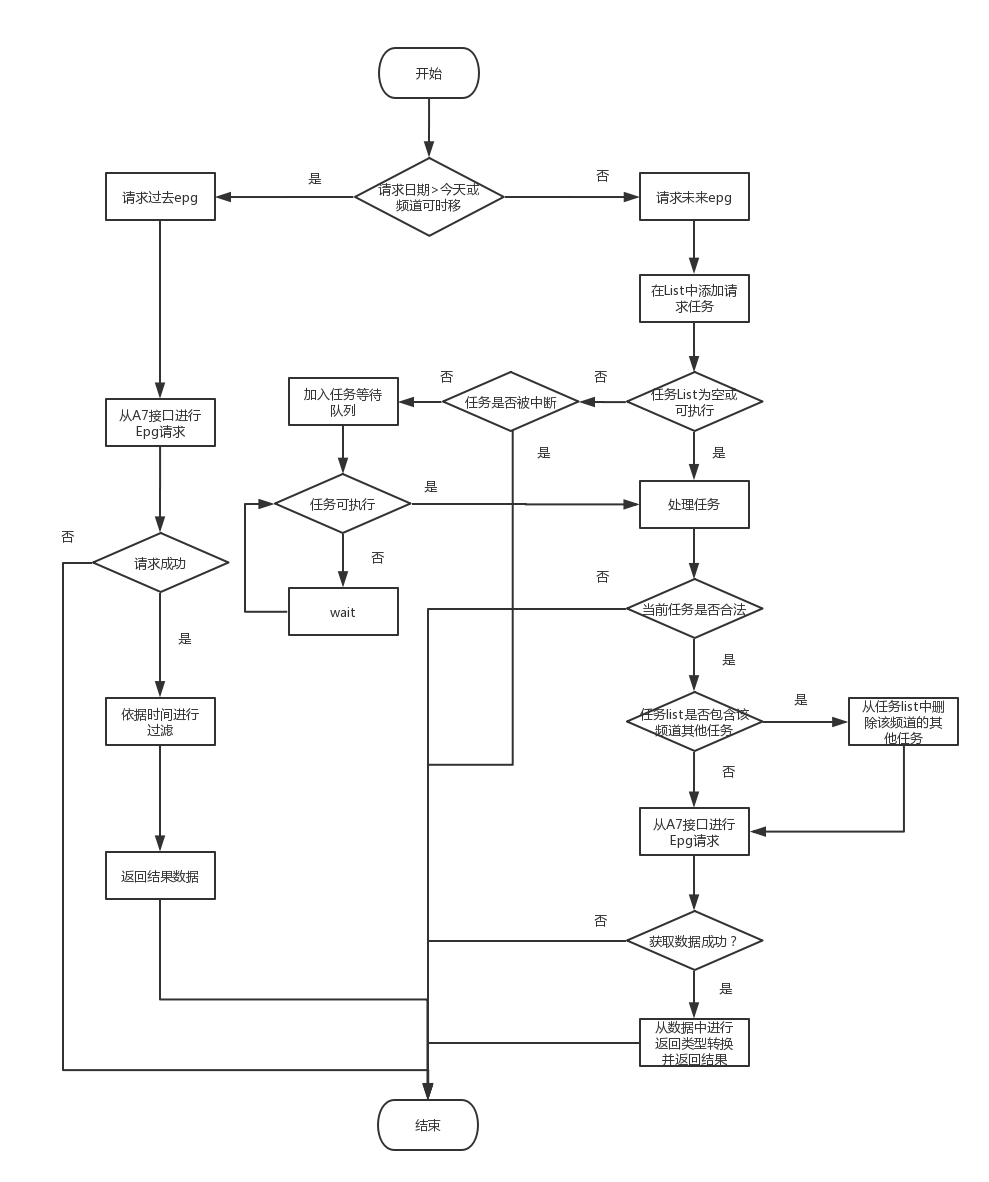 开始
是
请求日期>今天或
频道可时移
否
请求过去epg
请求未来epg
在List中添加请
求任务
加入任务等待
队列
否
任务是否被中断
否
任务List为空或
可执行
从A7接口进行
Epg请求
是
是
任务可执行
是
处理任务
否
请求成功
否
wait
否
当前任务是否合法
是
是
依据时间进行
过滤
任务list是否包含该
频道其他任务
是
从任务list中删
除该频道的其
他任务
否
从A7接口进行
Epg请求
返回结果数据
否
获取数据成功？
是
从数据中进行
返回类型转换
并返回结果
结束